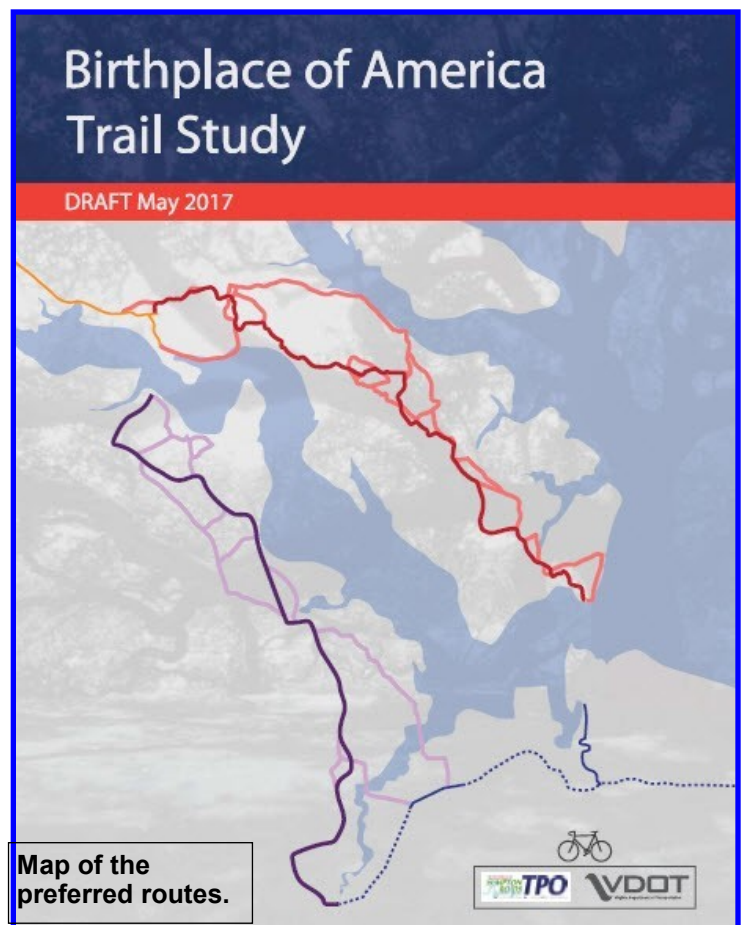 Birthplace of America
Trail Study
DRAFT May 2017
Map of the
preferred routes.
TPO
VDOT